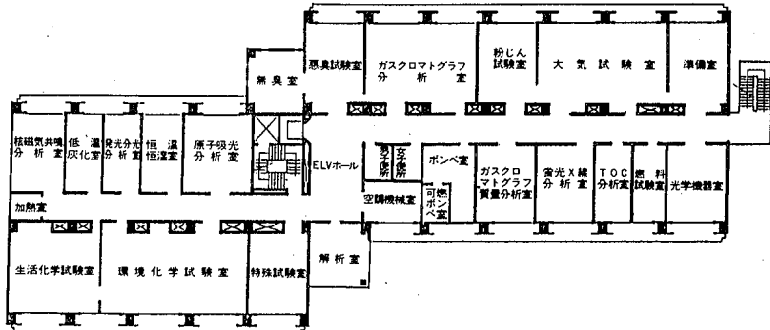 悪臭試験室
ガスクロマトグラフ
分析室
粉じん
試験室
大気試験室
準備室
無臭室
核磁気共鳴
分析室
低温
灰化室
発光分光
分析室
恒温
恒湿室
原子吸光
分析室
ELVホール
男子便所
女子便所
ボンベ室
ガスクロ
マトグラフ
質量分析室
蛍光X線
分析室
TOC
分析室
燃料
試験室
光学機器室
加熱室
空調機械室
可燃
ボン
ベ室
生活化学試験室
環境化学試験室
特殊試験室
解析室